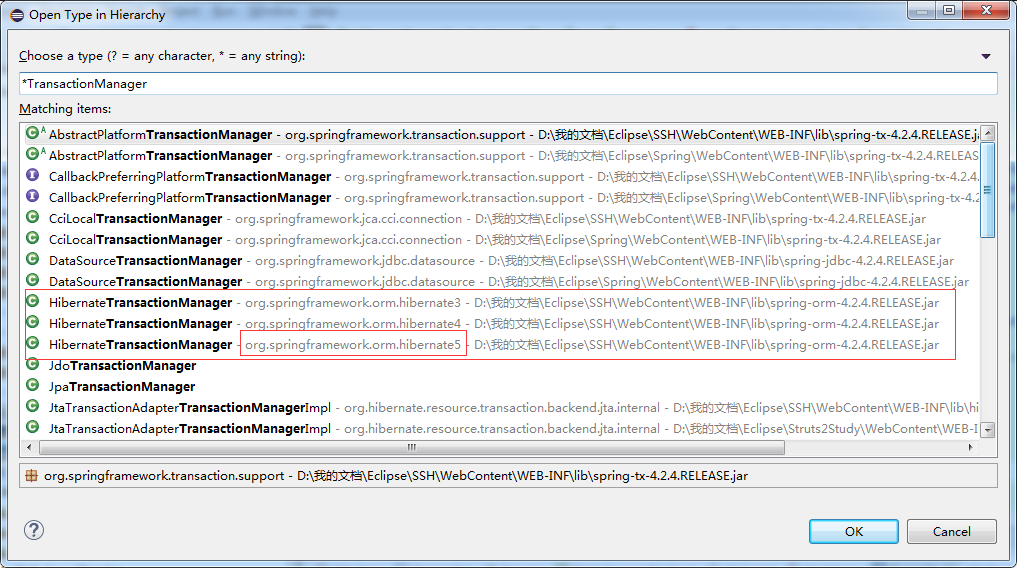 Open Type in Hierarchy
Choose a type (? = any character, * = any string):
*TransactionManager
Matching items:
AbstractPlatformTransactionManager - org.springframework.transaction.support - D:\我的文档\Eclipse\SSH\WebContent\WEB-INF\lib\spring-tx-4.2.4.RELEASE.ja
AbstractPlatformTransactionManager - org.springframework.transaction.support - D:\我的文档\Eclipse\Spring\WebContent\WEB-INF\lib\spring-tx-4.2.4.RELEAS
CallbackPreferringPlatformTransactionManager - org.springframework.transaction.support - D:\我的文档\Eclipse\SSH\WebContent\WEB-INF\lib\spring-tx-4.2.4.
CallbackPreferringPlatformTransactionManager - org.springframework.transaction.support - D:\我的文档\Eclipse\Spring\WebContent\WEB-INF\lib\spring-tx-4.2
CciLocalTransactionManager - org.springframework.jca.cci.connection - D:\我的文档\Eclipse\SSH\WebContent\WEB-INF\lib\spring-tx-4.2.4.RELEASE.jar
CciLocalTransactionManager - org.springframework.jca.cci.connection - D:\我的文档\Eclipse\Spring\WebContent\WEB-INF\lib\spring-tx-4.2.4.RELEASE.jar
DataSourceTransactionManager - org.springframework.jdbc.datasource - D:\我的文档\Eclipse\SSH\WebContent\WEB-INF\lib\spring-jdbc-4.2.4.RELEASE.jar
DataSourceTransactionManager - org.springframework.jdbc.datasource - D:\我的文档\Eclipse\Spring\WebContent\WEB-INF\lib\spring-jdbc-4.2.4.RELEASE.jar
HibernateTransactionManager - org.springframework.orm.hibernate3 - D:\我的文档\Eclipse\SSH\WebContent\WEB-INF\lib\spring-orm-4.2.4.RELEASE.jar
HibernateTransactionManager - org.springframework.orm.hibernate4 - D:\我的文档\Eclipse\SSH\WebContent\WEB-INF\lib\spring-orm-4.2.4.RELEASE.jar
HibernateTransactionManager - org.springframework.orm.hibernate5 - D:\我的文档\Eclipse\SSH\WebContent\WEB-INF\lib\spring-orm-4.2.4.RELEASE.jar
JdoTransactionManager
JpaTransactionManager
JtaTransactionAdapterTransactionManagerImpl - org.hibernate.resource.transaction.backend.jta.internal - D:\我的文档\Eclipse\SSH\WebContent\WEB-INF\lib\hi
JtaTransactionAdapterTransactionManagerImpl - org.hibernate.resource.transaction.backend.jta.internal - D:\我的文档\Eclipse\Struts2Study\WebContent\WEB-I
org.springframework.transaction.support - D:\我的文档\Eclipse\SSH\WebContent\WEB-INF\lib\spring-tx-4.2.4.RELEASE.jar
OK Cancel